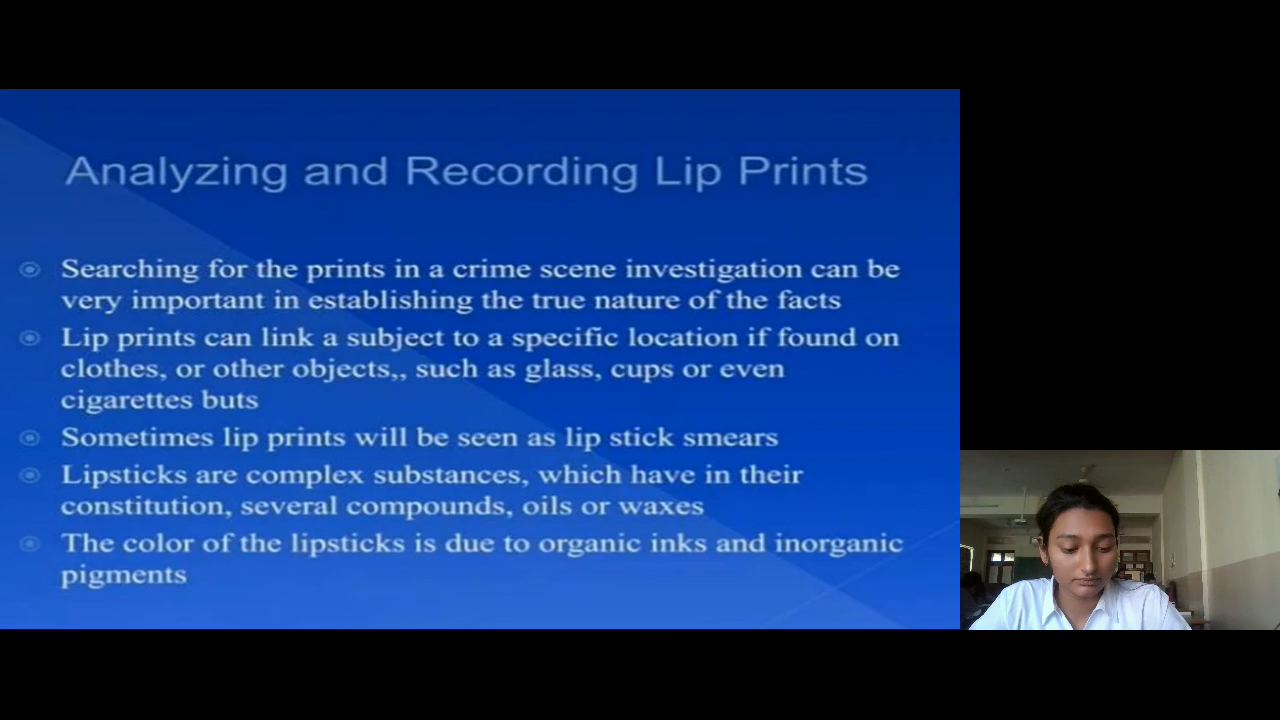 Analyzing and Recording Lip Prints
Searching for the prints in a crime scene investigation can be
very important in establishing the true nature of the facts
Lip prints can link a subject to a specific location if found on
clothes, or other objects,, such as glass, cups or even
cigarettes buts
Sometimes lip prints will be seen as lip stick smears
Lipsticks are complex substances, which have in their
constitution, several compounds, oils or waxes
The color of the lipsticks is due to organic inks and inorganic
pigments